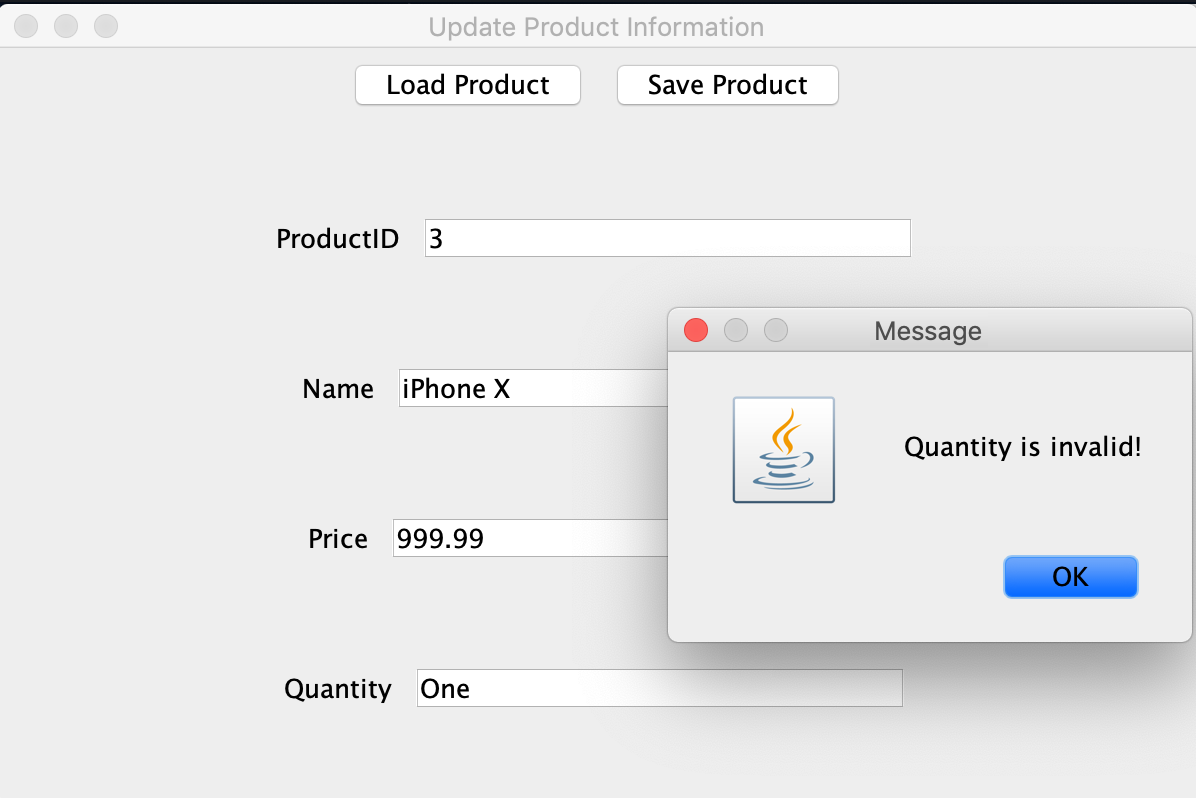 Update Product Information
Load Product Save Product
ProductID 3
Message
Name iPhone X
Quantity is invalid!
Price 999.99
OK
Quantity One